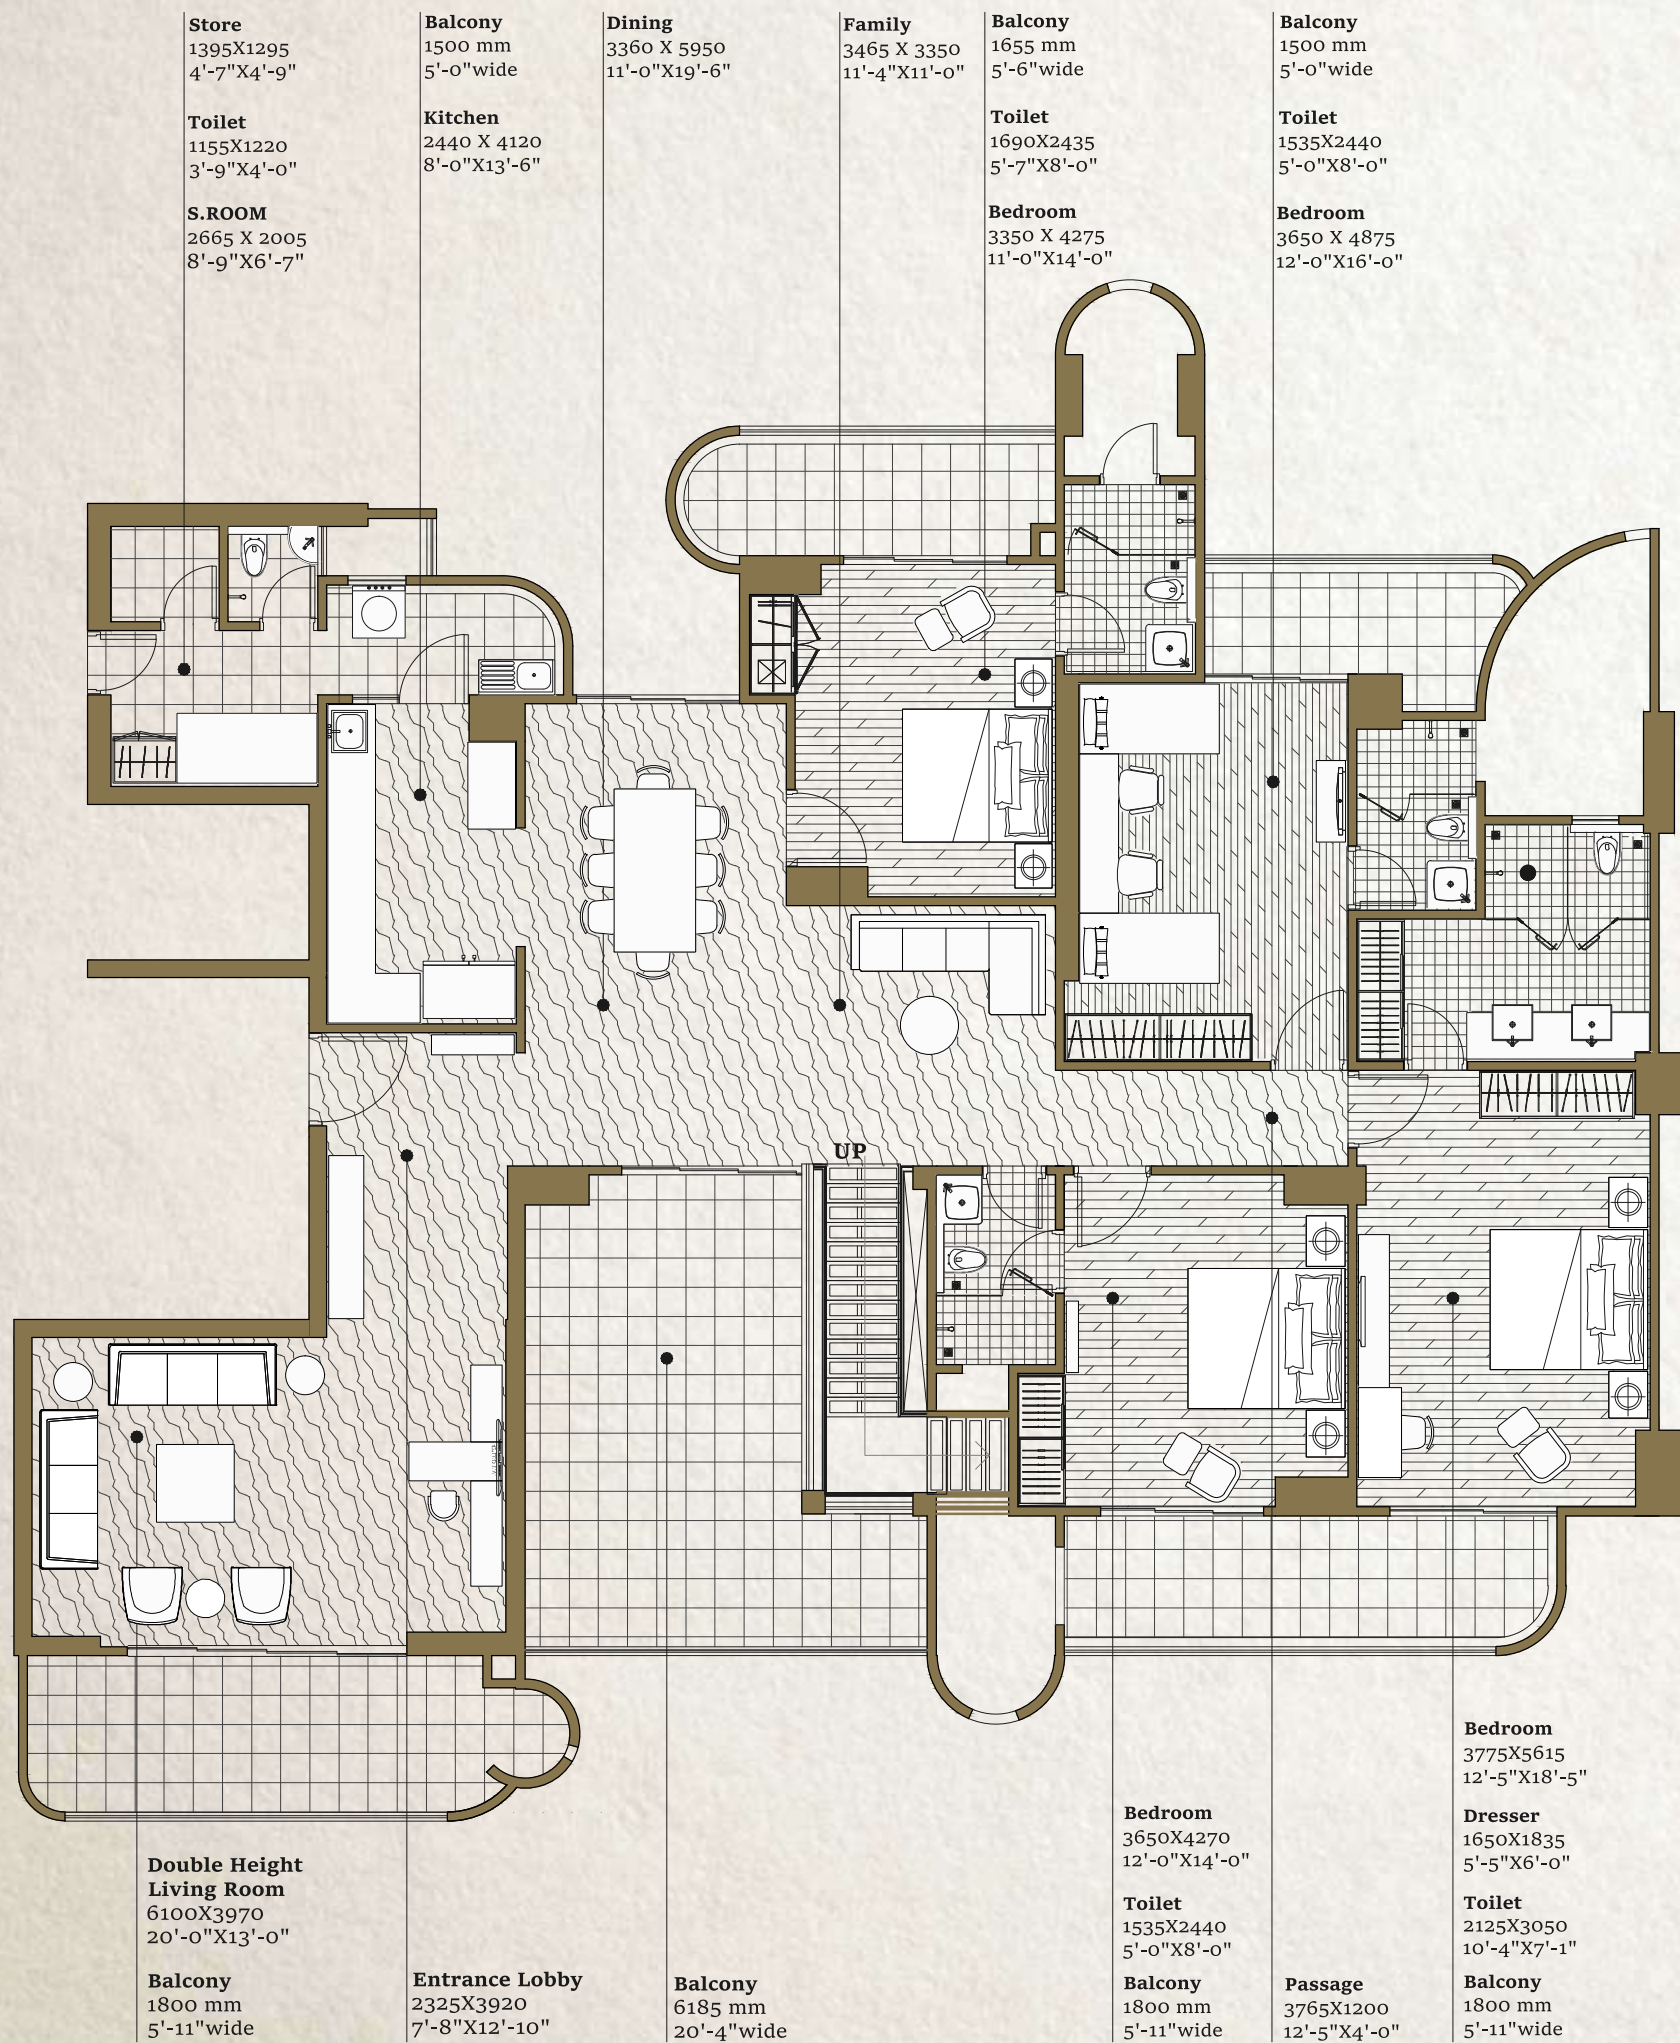 Store
1395X1295
4'-7"X4'-9"
Toilet
1155X1220
3'-9"X4'-0"
S.ROOM
2665 X 2005
8'-9"X6'-7"
Balcony
1500 mm
5'-0"wide
Kitchen
2440 X 4120
8'-0"X13'-6"
Dining
3360 X 5950
11'-0"X19'-6"
Family
3465 X 3350
11'-4"X11'-0"
Balcony
1655 mm
5'-6"wide
Toilet
1690X2435
5'-7"X8'-0"
Bedroom
3350 X 4275
11'-0"X14'-0"
Balcony
1500 mm
5'-0"wide
Toilet
1535X2440
5'-0"X8'-0"
Bedroom
3650 X 4875
12'-0"X16'-0"
UP
Double Height
Living Room
6100X3970
20'-0"X13'-0"
Balcony
1800 mm
5'-11"wide
Entrance Lobby
2325X3920
7'-8"X12'-10"
Balcony
6185 mm
20'-4"wide
Bedroom
3650X4270
12'-0"X14'-0"
Toilet
1535X2440
5'-0"X8'-0"
Balcony
1800 mm
5'-11"wide
Passage
3765X1200
12'-5"X4'-0"
Bedroom
3775X5615
12'-5"X18'-5"
Dresser
1650X1835
5'-5"X6'-0"
Toilet
2125X3050
10'-4"X7'-1"
Balcony
1800 mm
5'-11"wide